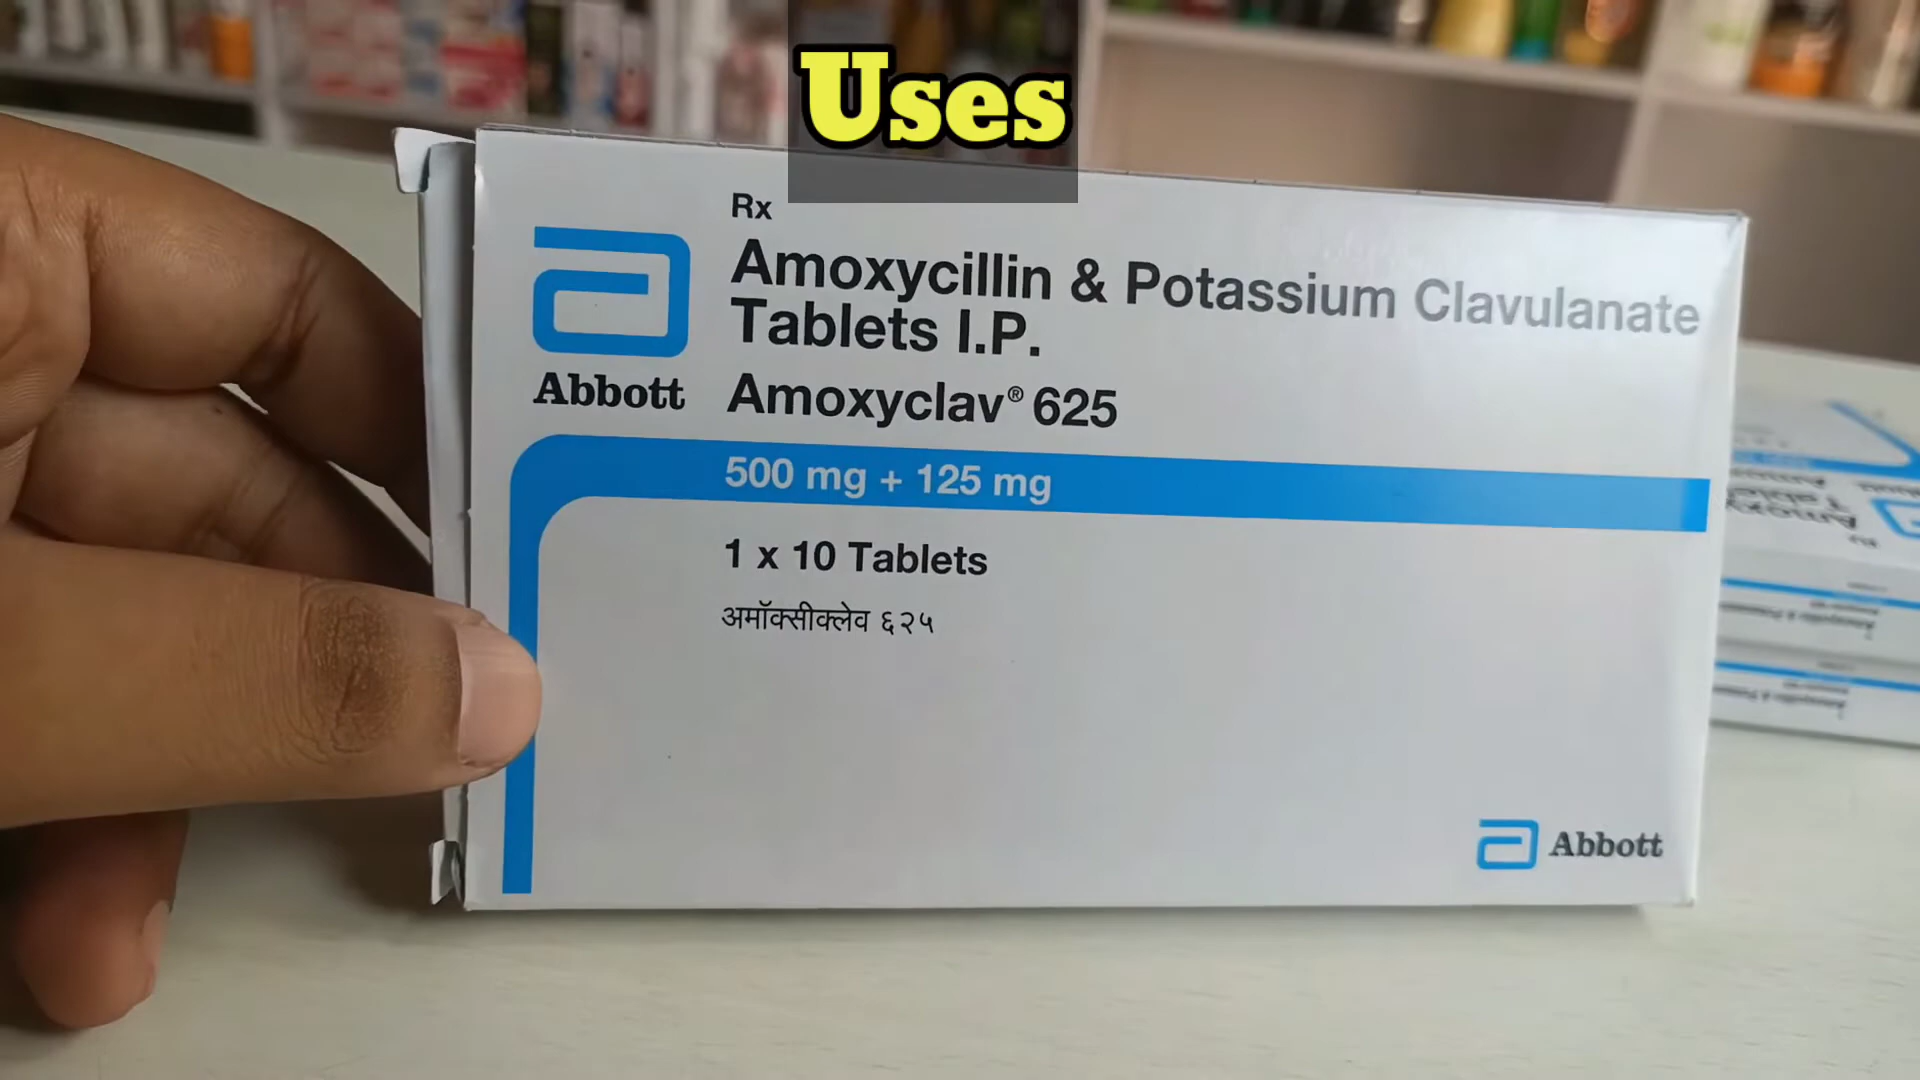 Uses
Rx
Amoxycillin & Potassium Clavulanate
Tablets I.P.
Abbott
Amoxyclav® 625
500 mg + 125 mg
1 x 10 Tablets
अमॉक्सीक्लेव ६२५
Abbott